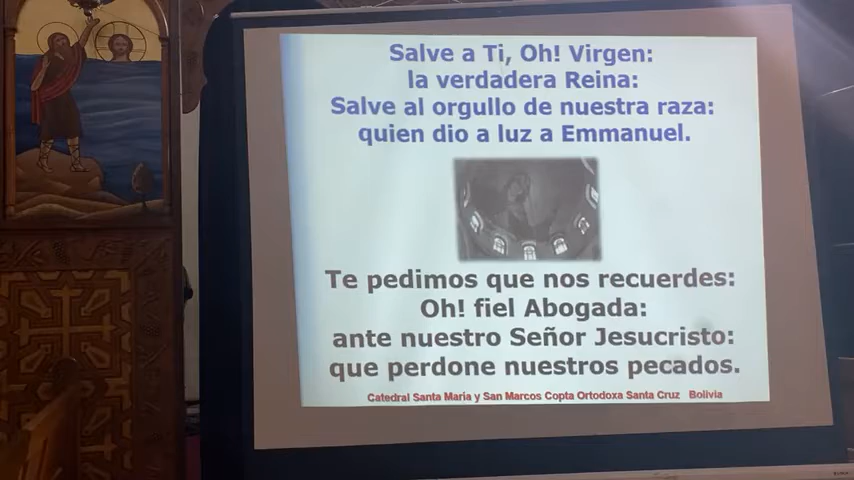 Salve a Ti, Oh! Virgen:
la verdadera Reina:
Salve al orgullo de nuestra raza:
quien dio a luz a Emmanuel.
Te pedimos que nos recuerdes:
Oh! fiel Abogada:
ante nuestro Señor Jesucristo:
que perdone nuestros pecados.
Catedral Santa María y San Marcos Copta Ortodoxa Santa Cruz Bolivia